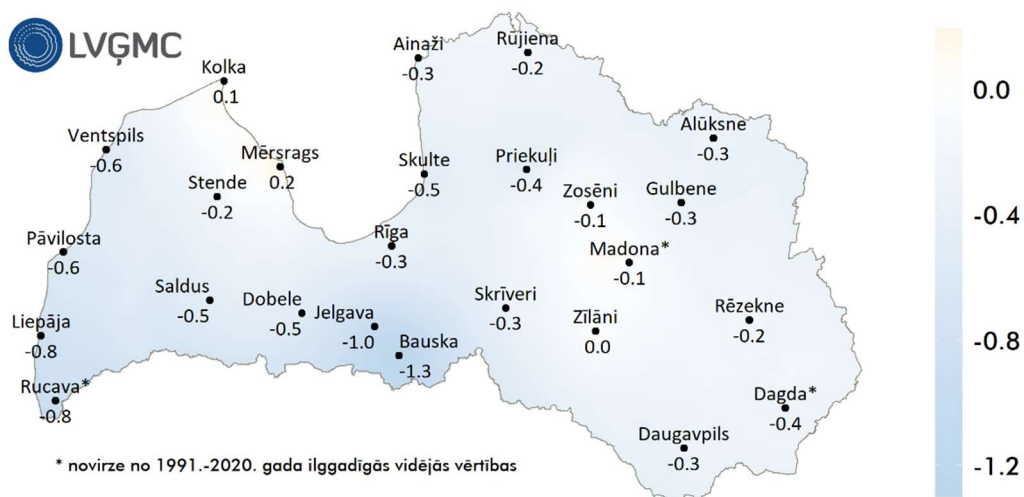 LVĢMC
Ainaži
-0.3
Rūjiena
-0.2
Kolka
0.1
0.0
Ventspils
-0.6
Alūksne
-0.3
Mērsrags
0.2
Skulte
-0.5
Priekuļi
-0.4
Stende
-0.2
Zosēni
-0.1
Gulbene
-0.3
-0.4
Pāvilosta
-0.6
Rīga
-0.3
Madona*
-0.1
Saldus
-0.5
Dobele
-0.5
Jelgava
-1.0
Skrīveri
-0.3
Zīlāni
0.0
Rēzekne
-0.2
Liepāja
-0.8
Bauska
-1.3
-0.8
Rucava*
-0.8
Dagda*
-0.4
Daugavpils
-0.3
* novirze no 1991.-2020. gada ilggadīgās vidējās vērtības
-1.2